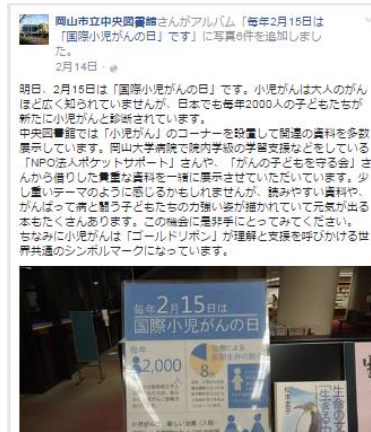 岡山市立中央図書館さんがアルバム「毎年2月15日は
「国際小児がんの日」です」に写真6件を追加しまし
た。
2月14日 ·
明日、2月15日は「国際小児がんの日」です。小児がんは大人のがん
ほど広く知られていませんが、日本でも毎年2000人の子どもたちが
新たに小児がんと診断されています。
中央図書館では「小児がん」のコーナーを設置して関連の資料を多数
展示しています。岡山大学病院で院内学級の学習支援などをしている
「NPO法人ポケットサポート」さんや、「がんの子どもを守る会」さ
んから借りした貴重な資料を一緒に展示させていただいています。少
し重いテーマのように感じるかもしれませんが、読みやすい資料や、
がんばって病と闘う子どもたちの力強い姿が描かれていて元気が出る
本もたくさんあります。この機会に是非手にとってみてください。
ちなみに小児がんは「ゴールドリボン」が理解と支援を呼びかける世
界共通のシンボルマークになっています。
毎年2月15日は
国際小児がんの日
毎年
2,000
人
8割